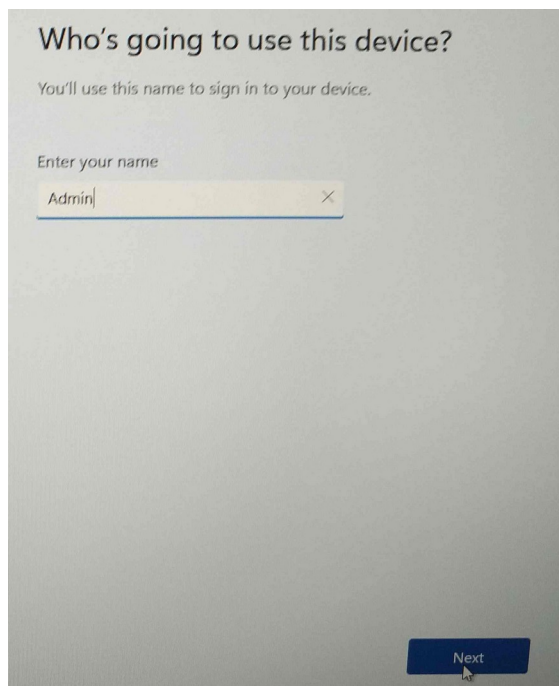 Who's going to use this device?
You'll use this name to sign in to your device.
Enter your name
Admin
Next